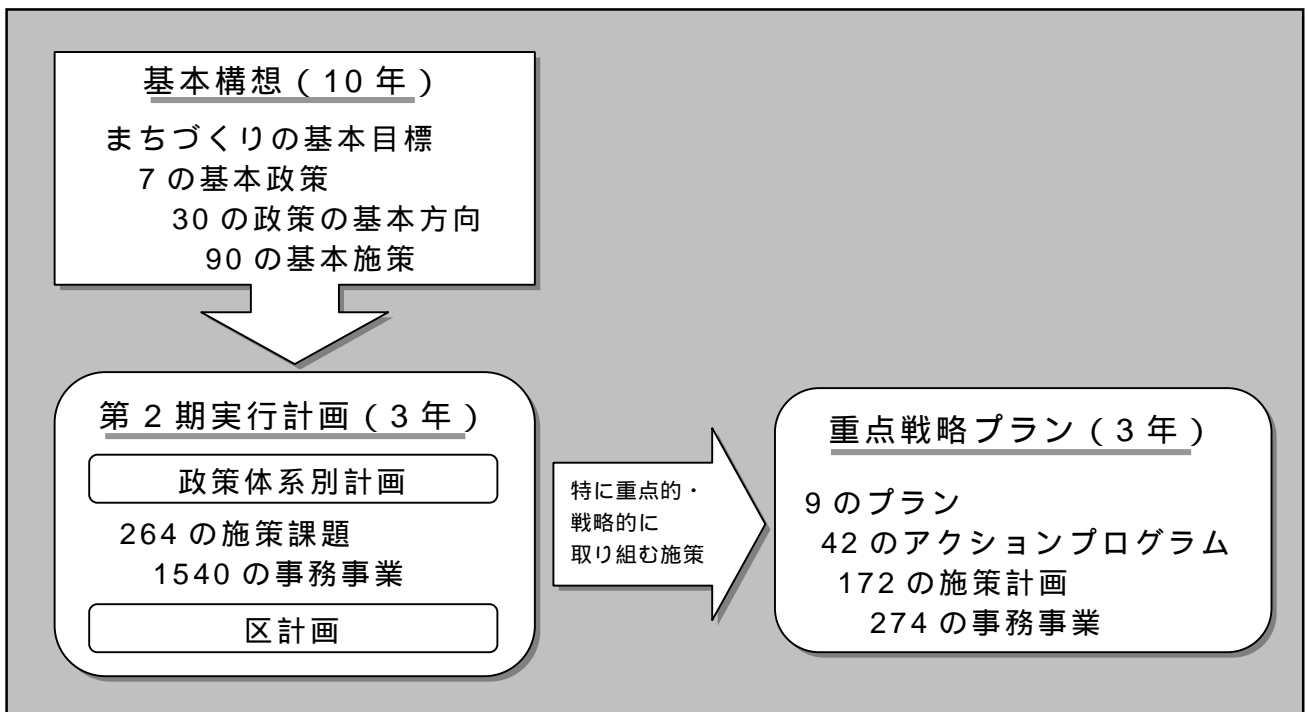 基本構想（10年）
まちづくりの基本目標
7の基本政策
30の政策の基本方向
90の基本施策
第2期実行計画（3年）
政策体系別計画
264の施策課題
1540の事務事業
区計画
特に重点的・
戦略的に
取り組む施策
重点戦略プラン（3年）
9のプラン
42のアクションプログラム
172の施策計画
274の事務事業